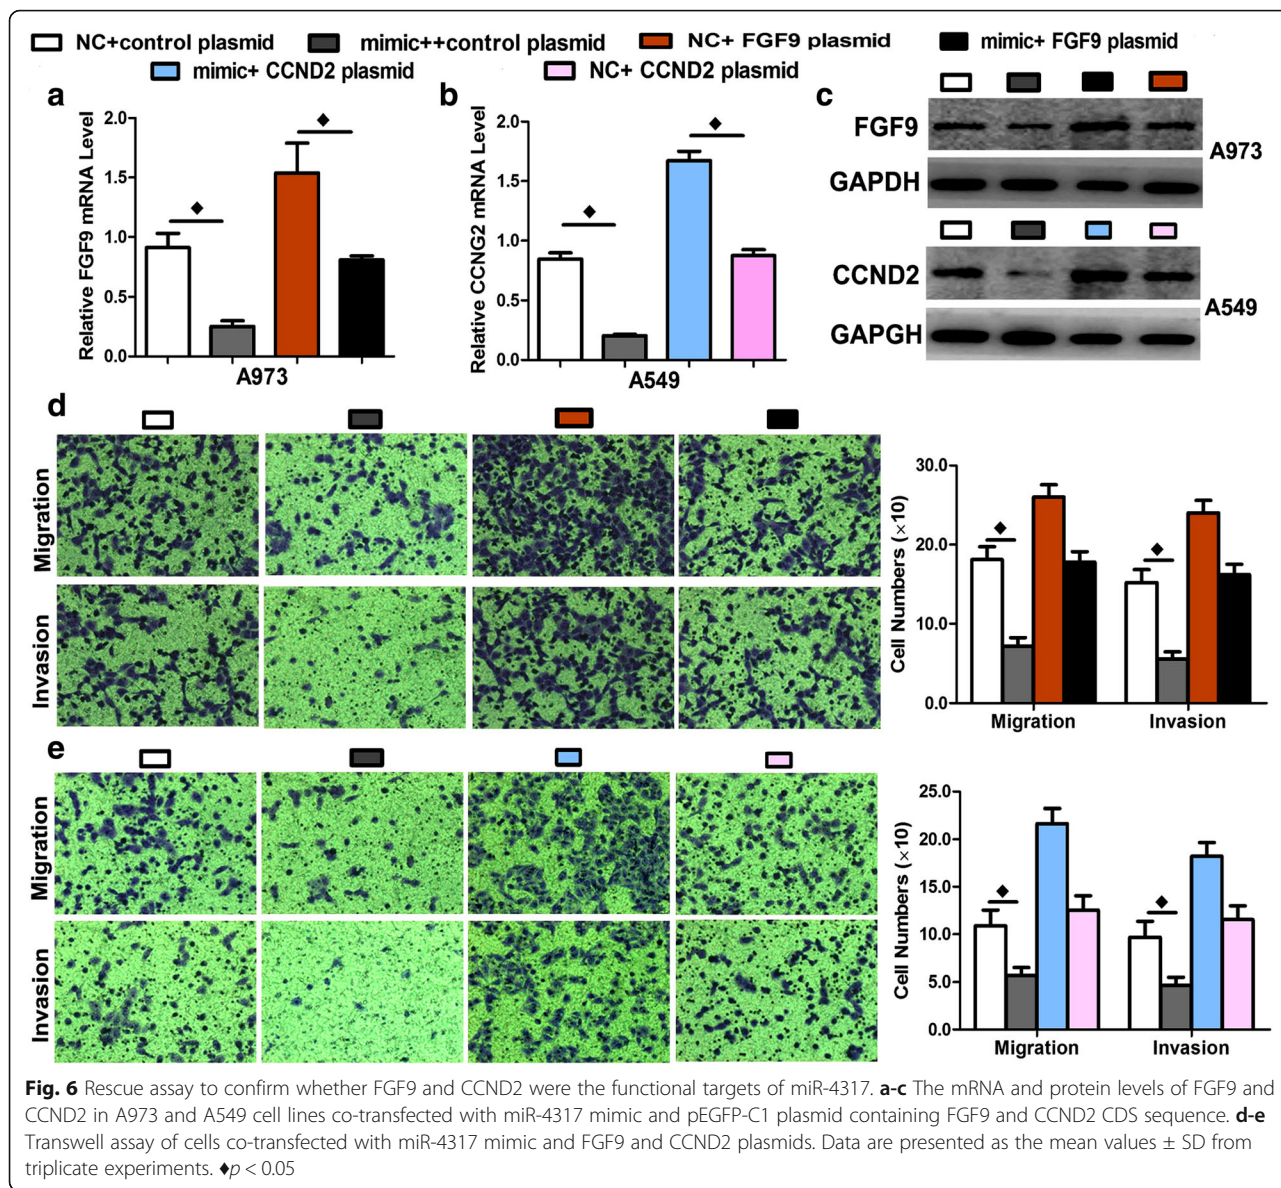 NC+control plasmid mimic++control plasmid NC+ FGF9 plasmid mimic+ FGF9 plasmid
mimic+ CCND2 plasmid NC+ CCND2 plasmid
a
Relative FGF9 mRNA Level
2.0
1.5
1.0
0.5
0.0
A973
b
Relative CCNG2 mRNA Level
2.0
1.5
1.0
0.5
0.0
A549
c
FGF9
GAPDH
A973
CCND2
GAPGH
A549
d
Migration
Invasion
Cell Numbers (×10)
30.0
20.0
10.0
0.0
Migration Invasion
e
Migration
Invasion
Cell Numbers (×10)
25.0
20.0
15.0
10.0
5.0
0.0
Migration Invasion
Fig. 6 Rescue assay to confirm whether FGF9 and CCND2 were the functional targets of miR-4317. a-c The mRNA and protein levels of FGF9 and
CCND2 in A973 and A549 cell lines co-transfected with miR-4317 mimic and pEGFP-C1 plasmid containing FGF9 and CCND2 CDS sequence. d-e
Transwell assay of cells co-transfected with miR-4317 mimic and FGF9 and CCND2 plasmids. Data are presented as the mean values ± SD from
triplicate experiments. ♦p < 0.05